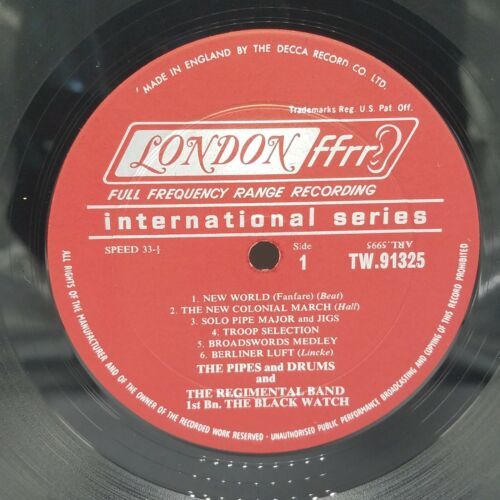 MADE IN ENGLAND BY THE DECCA RECORD CO. LTD.
Trademarks Reg. U.S. Pat. Off.
LONDON ffrr
FULL FREQUENCY RANGE RECORDING
international series
SPEED 33-⅓
Side
1
ARL.5995
TW.91325
1. NEW WORLD (Fanfare) (Beat)
2. THE NEW COLONIAL MARCH (Hall)
3. SOLO PIPE MAJOR and JIGS
4. TROOP SELECTION
5. BROADSWORDS MEDLEY
6. BERLINER LUFT (Lincke)
THE PIPES and DRUMS
and
THE REGIMENTAL BAND
1st Bn. THE BLACK WATCH
ALL RIGHTS OF THE MANUFACTURER AND OF THE OWNER OF THE RECORDED WORK RESERVED - UNAUTHORISED PUBLIC PERFORMANCE BROADCASTING AND COPYING OF THIS RECORD PROHIBITED